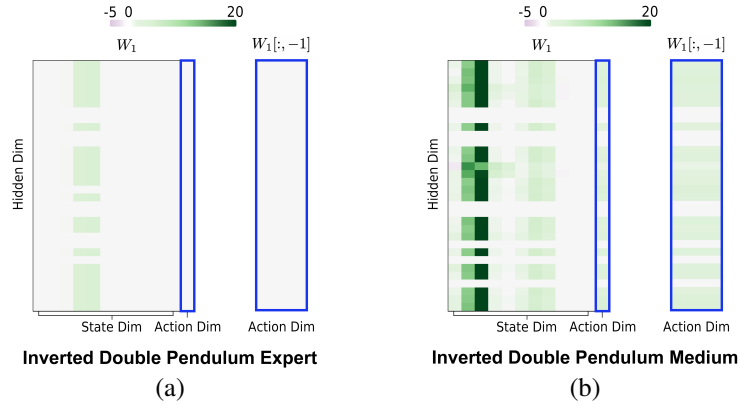 -5 0 20
W₁ W₁[:, −1]
Hidden Dim
State Dim Action Dim Action Dim
Inverted Double Pendulum Expert
(a)
-5 0 20
W₁ W₁[:, −1]
Hidden Dim
State Dim Action Dim Action Dim
Inverted Double Pendulum Medium
(b)